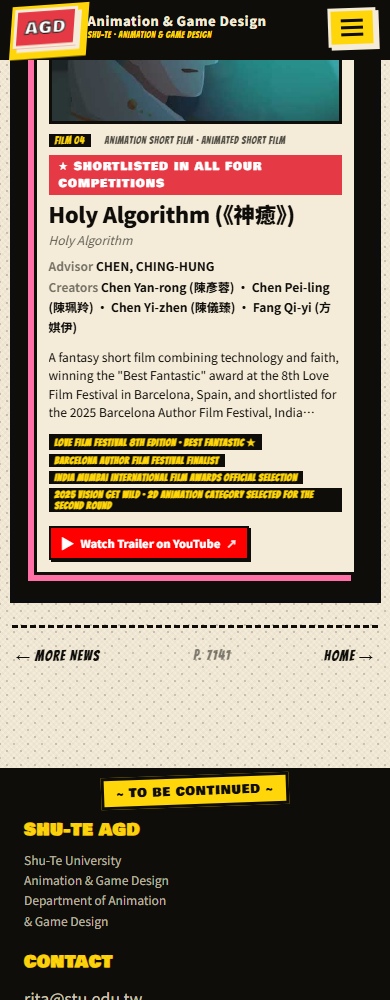 AGD
Animation & Game Design
SHU-TE · ANIMATION & GAME DESIGN
FILM 04
ANIMATION SHORT FILM · ANIMATED SHORT FILM
★ SHORTLISTED IN ALL FOUR
COMPETITIONS
Holy Algorithm (《神癒》)
Holy Algorithm
Advisor CHEN, CHING-HUNG
Creators Chen Yan-rong (陳彥蓉) ・ Chen Pei-ling
(陳珮羚) ・ Chen Yi-zhen (陳儀臻) ・ Fang Qi-yi (方
娸伊)
A fantasy short film combining technology and faith,
winning the "Best Fantastic" award at the 8th Love
Film Festival in Barcelona, Spain, and shortlisted for
the 2025 Barcelona Author Film Festival, India⋯
LOVE FILM FESTIVAL 8TH EDITION · BEST FANTASTIC ★
BARCELONA AUTHOR FILM FESTIVAL FINALIST
INDIA MUMBAI INTERNATIONAL FILM AWARDS OFFICIAL SELECTION
2025 VISION GET WILD · 2D ANIMATION CATEGORY SELECTED FOR THE
SECOND ROUND
▶ Watch Trailer on YouTube ↗
← MORE NEWS
P. 7141
HOME →
~ TO BE CONTINUED ~
SHU-TE AGD
Shu-Te University
Animation & Game Design
Department of Animation
& Game Design
CONTACT
rita@stu.edu.tw